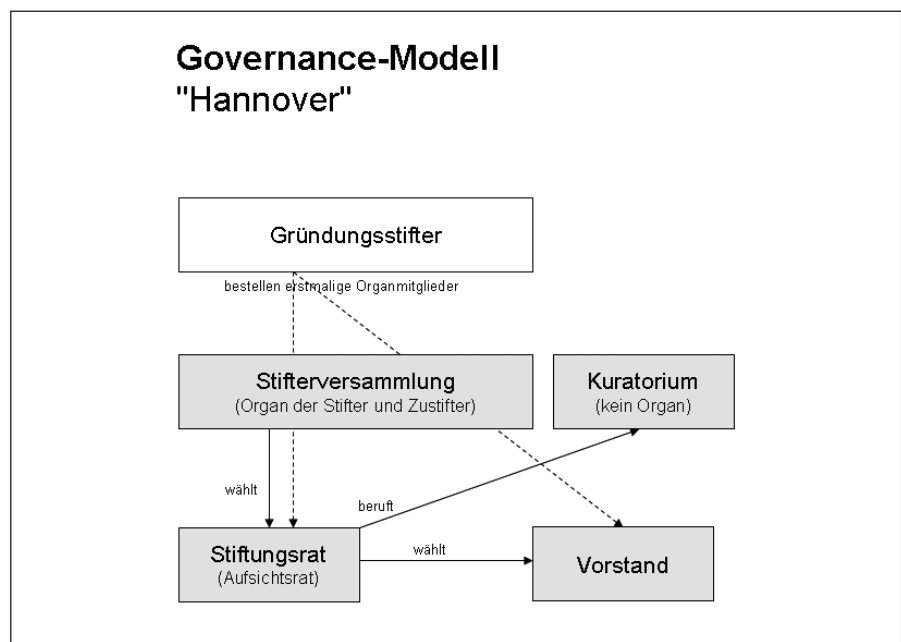 Governance-Modell
"Hannover"
Gründungsstifter
bestellen erstmalige Organmitglieder
Stifterversammlung
(Organ der Stifter und Zustifter)
Kuratorium
(kein Organ)
wählt
beruft
Stiftungsrat
(Aufsichtsrat)
wählt
Vorstand